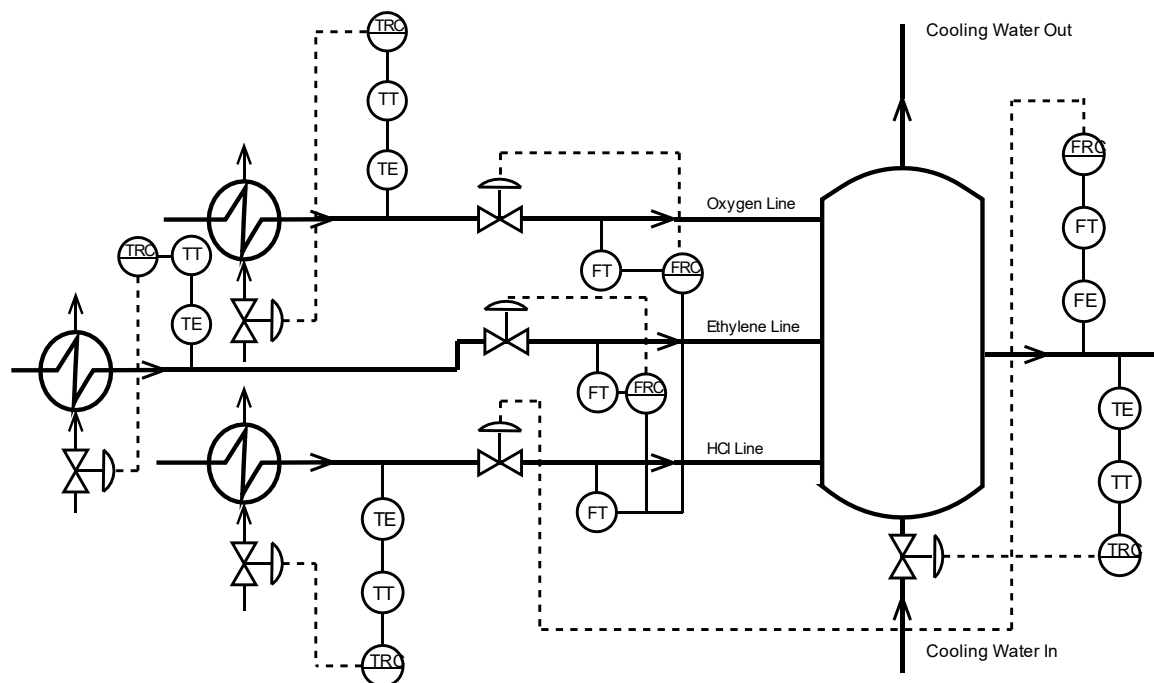 TRC
Cooling Water Out
TT
FRC
TE
Oxygen Line
FT
TRC
TT
FT
FRC
FE
TE
Ethylene Line
FT
FRC
TE
HCl Line
TE
FT
TT
TRC
TT
TRC
Cooling Water In